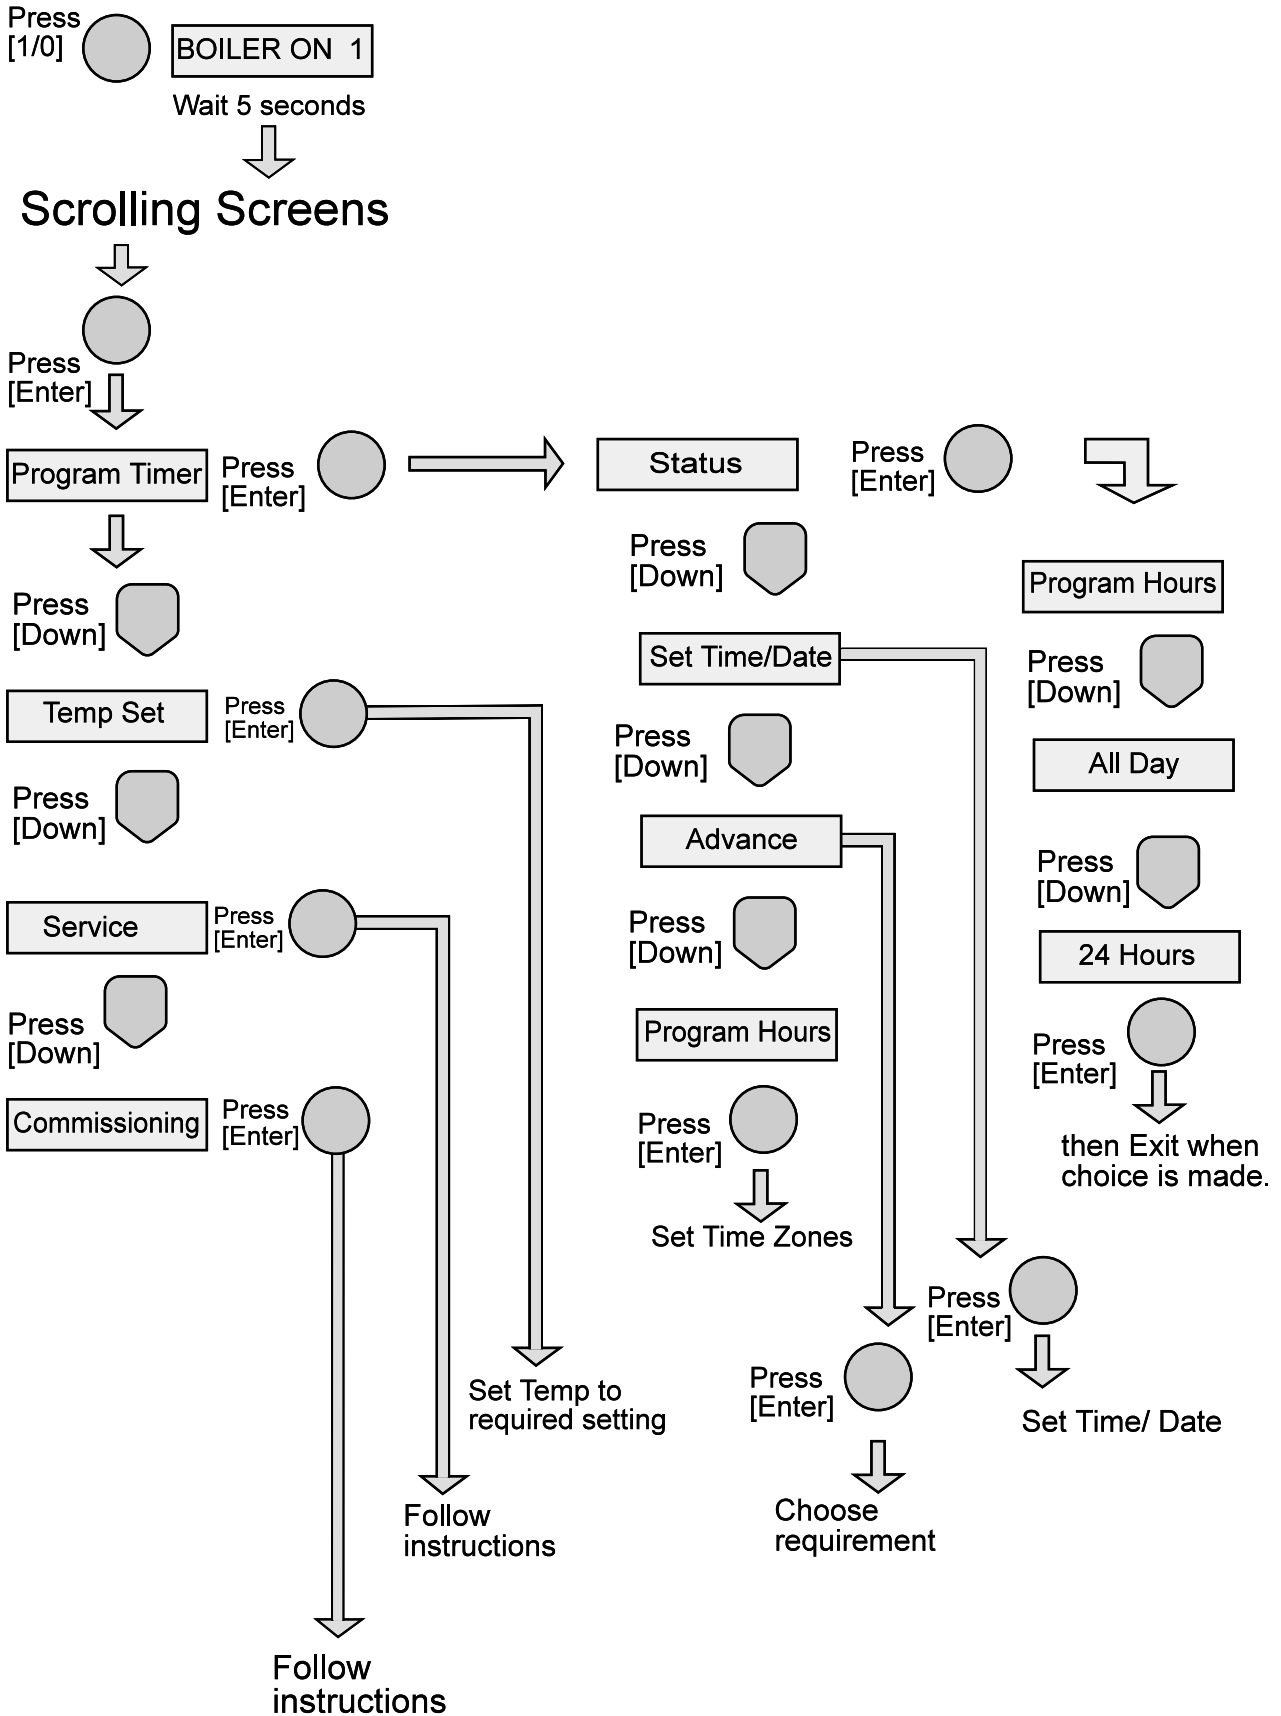 Press
[1/0]
BOILER ON 1
Wait 5 seconds
Scrolling Screens
Press
[Enter]
Program Timer
Press
[Enter]
Press
[Down]
Temp Set
Press
[Enter]
Press
[Down]
Service
Press
[Enter]
Press
[Down]
Commissioning
Press
[Enter]
Follow
instructions
Follow
instructions
Set Temp to
required setting
Status
Press
[Enter]
Press
[Down]
Set Time/Date
Press
[Down]
Advance
Press
[Down]
Program Hours
Press
[Enter]
Set Time Zones
Press
[Enter]
Choose
requirement
Press
[Enter]
Set Time/ Date
Program Hours
Press
[Down]
All Day
Press
[Down]
24 Hours
Press
[Enter]
then Exit when
choice is made.